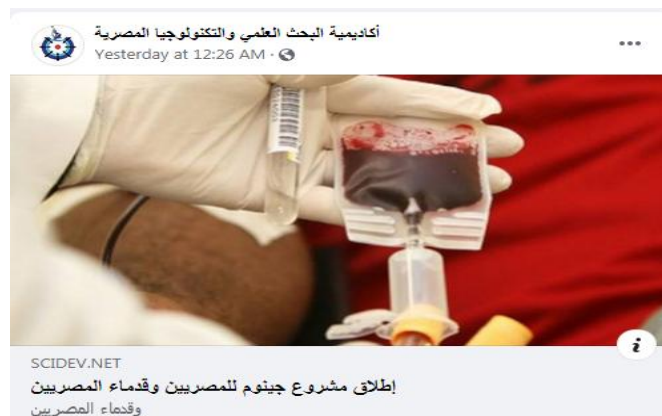 أكاديمية البحث العلمي والتكنولوجيا المصرية
Yesterday at 12:26 AM ·
SCIDEV.NET
إطلاق مشروع جينوم للمصريين وقدماء المصريين
وقدماء المصريين